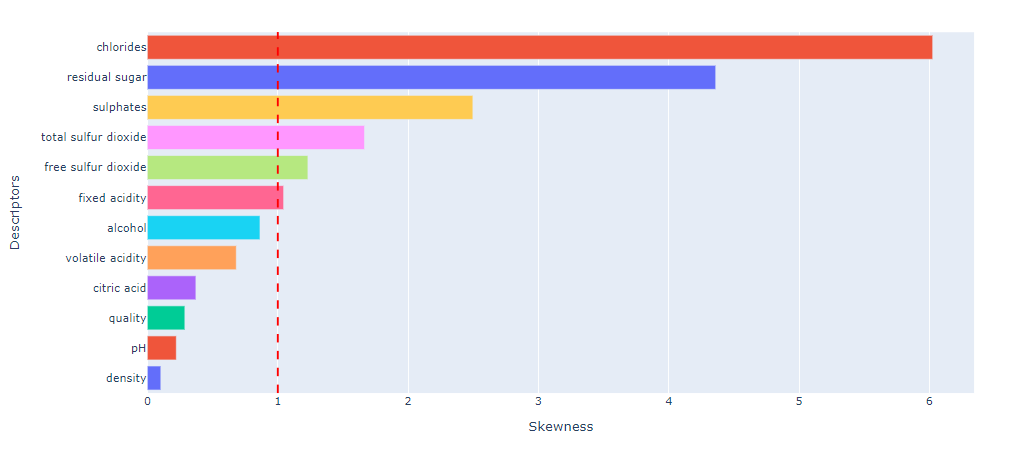 chlorides
residual sugar
sulphates
total sulfur dioxide
free sulfur dioxide
fixed acidity
alcohol
volatile acidity
citric acid
quality
pH
density
Descriptors
0 1 2 3 4 5 6
Skewness